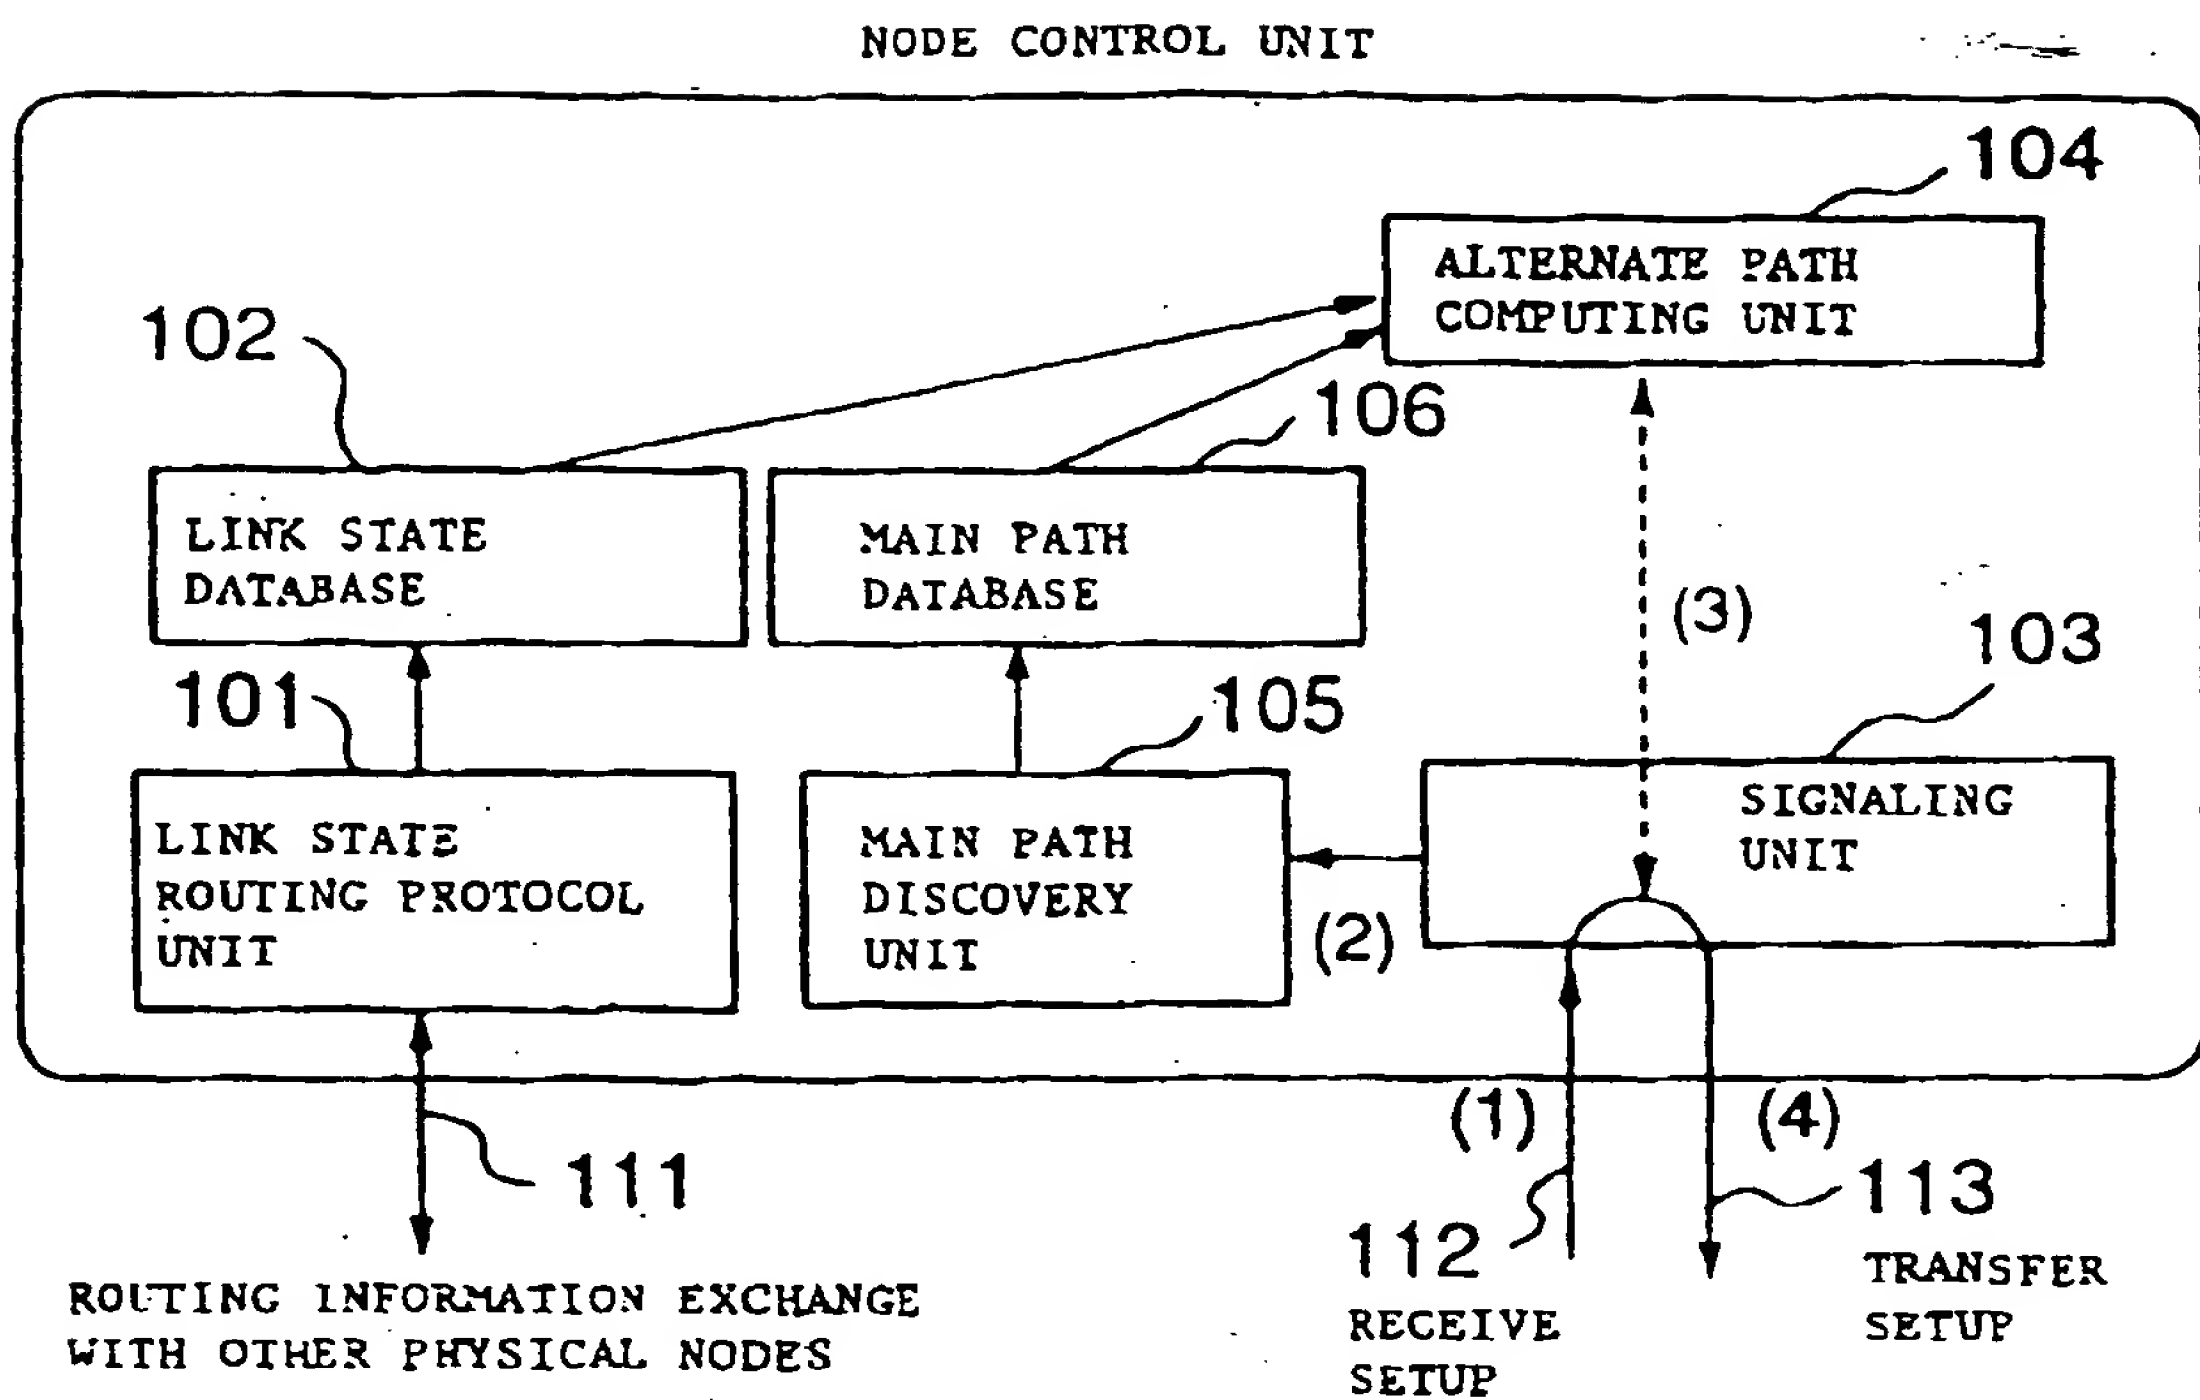 NODE CONTROL UNIT
104
ALTERNATE PATH
COMPUTING UNIT
102
106
LINK STATE
DATABASE
MAIN PATH
DATABASE
(3)
103
101
105
SIGNALING
UNIT
LINK STATE
ROUTING PROTOCOL
UNIT
MAIN PATH
DISCOVERY
UNIT
(2)
(1)
(4)
111
113
112
TRANSFER
SETUP
ROUTING INFORMATION EXCHANGE
WITH OTHER PHYSICAL NODES
RECEIVE
SETUP